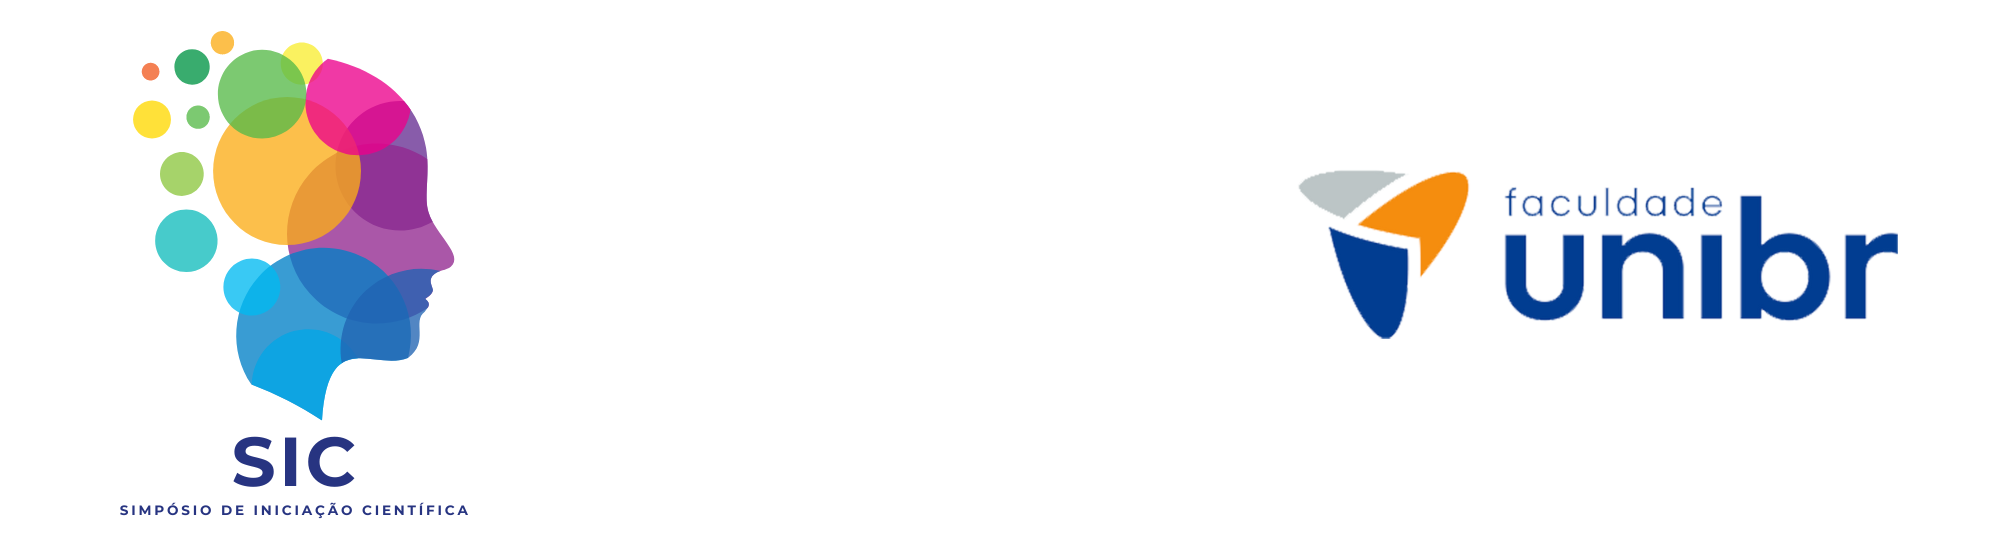 SIC
SIMPÓSIO DE INICIAÇÃO CIENTÍFICA
faculdade
unibr